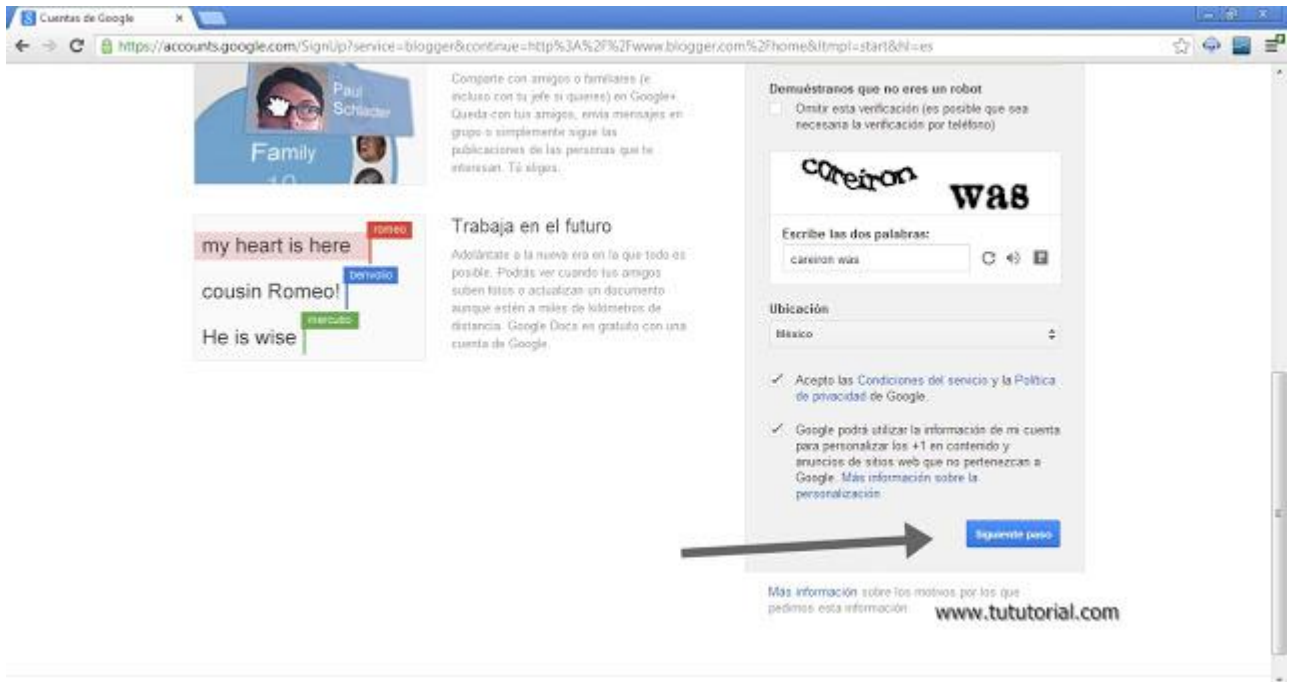 Cuentas de Google
https://accounts.google.com/SignUp?service=blogger&continue=http%3A%2F%2Fwww.blogger.com%2Fhome&ltmpl=start&hl=es
Paul
Schlader
Family
10
Comparte con amigos o familiares (e
incluso con tu jefe si quieres) en Google+.
Queda con tus amigos, envía mensajes en
grupo o simplemente sigue las
publicaciones de las personas que te
interesan. Tú eliges.
my heart is here
romeo
cousin Romeo!
benvolio
He is wise
mercutio
Trabaja en el futuro
Adelántate a la nueva era en la que todo es
posible. Podrás ver cuando tus amigos
suben fotos o actualizan un documento
aunque estén a miles de kilómetros de
distancia. Google Docs es gratuito con una
cuenta de Google.
Demuéstranos que no eres un robot
Omitir esta verificación (es posible que sea
necesaria la verificación por teléfono)
careiron was
Escribe las dos palabras:
careiron was
Ubicación
México
Acepto las Condiciones del servicio y la Política
de privacidad de Google.
Google podrá utilizar la información de mi cuenta
para personalizar los +1 en contenido y
anuncios de sitios web que no pertenezcan a
Google. Más información sobre la
personalización
Siguiente paso
Más información sobre los motivos por los que
pedimos esta información
www.tututorial.com